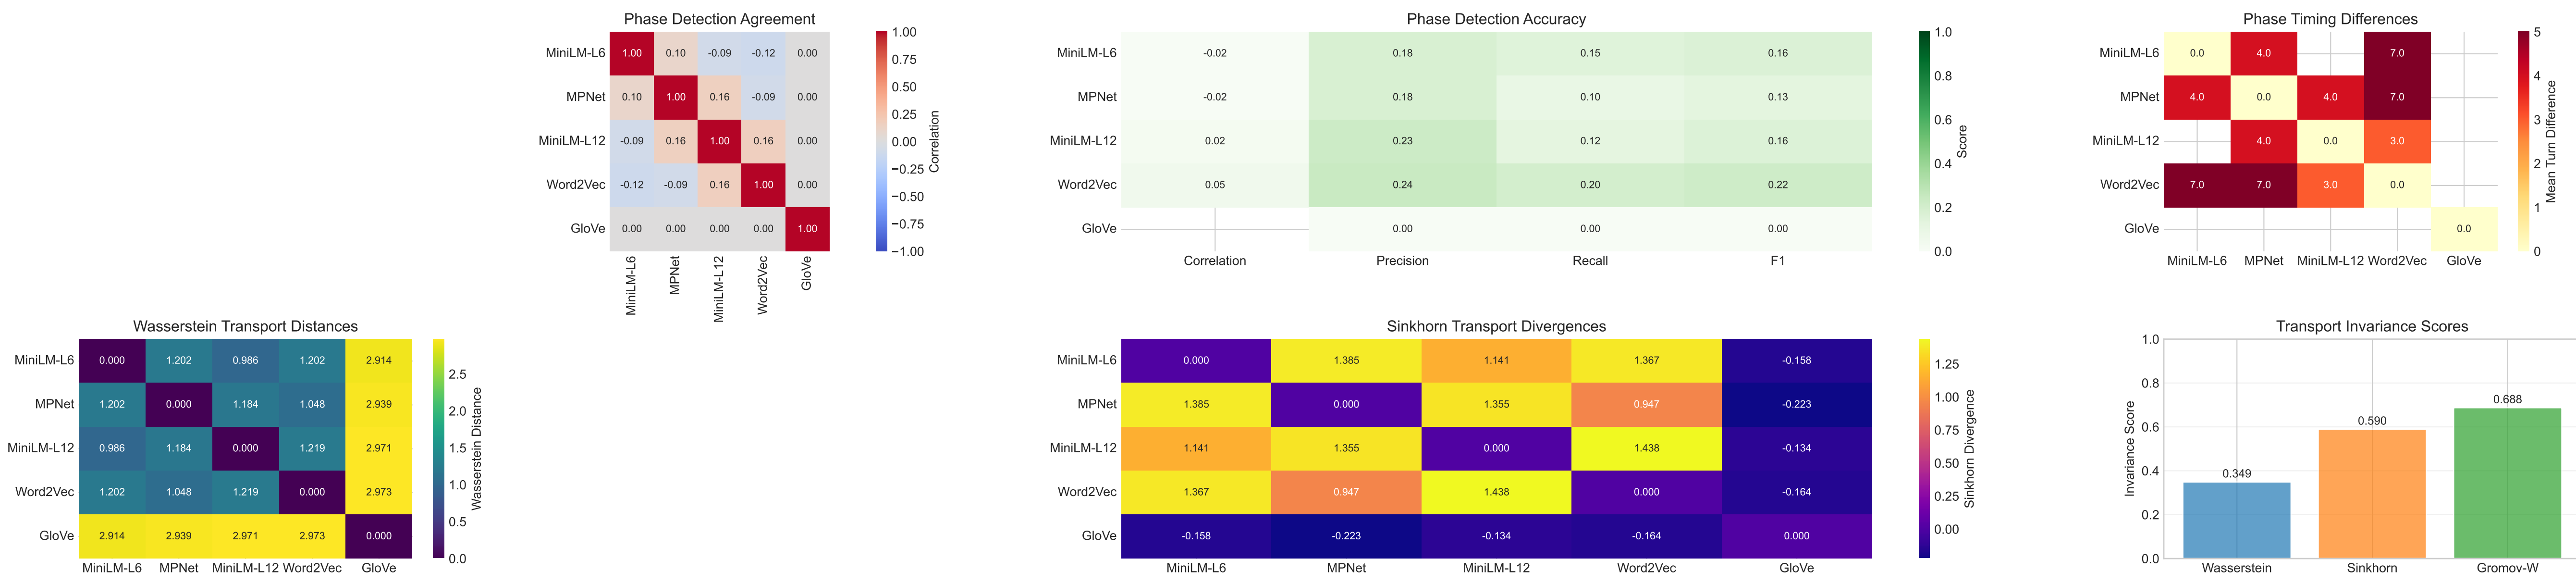 Phase Detection Agreement
MiniLM-L6 1.00 0.10 -0.09 -0.12 0.00
MPNet 0.10 1.00 0.16 -0.09 0.00
MiniLM-L12 -0.09 0.16 1.00 0.16 0.00
Word2Vec -0.12 -0.09 0.16 1.00 0.00
GloVe 0.00 0.00 0.00 0.00 1.00
MiniLM-L6 MPNet MiniLM-L12 Word2Vec GloVe
1.00
0.75
0.50
0.25
0.00
−0.25
−0.50
−0.75
−1.00
Correlation
Phase Detection Accuracy
MiniLM-L6 -0.02 0.18 0.15 0.16
MPNet -0.02 0.18 0.10 0.13
MiniLM-L12 0.02 0.23 0.12 0.16
Word2Vec 0.05 0.24 0.20 0.22
GloVe 0.00 0.00 0.00
Correlation Precision Recall F1
1.0
0.8
0.6
0.4
0.2
0.0
Score
Phase Timing Differences
MiniLM-L6 0.0 4.0 7.0
MPNet 4.0 0.0 4.0 7.0
MiniLM-L12 4.0 0.0 3.0
Word2Vec 7.0 7.0 3.0 0.0
GloVe 0.0
MiniLM-L6 MPNet MiniLM-L12 Word2Vec GloVe
5
4
3
2
1
0
Mean Turn Difference
Wasserstein Transport Distances
MiniLM-L6 0.000 1.202 0.986 1.202 2.914
MPNet 1.202 0.000 1.184 1.048 2.939
MiniLM-L12 0.986 1.184 0.000 1.219 2.971
Word2Vec 1.202 1.048 1.219 0.000 2.973
GloVe 2.914 2.939 2.971 2.973 0.000
MiniLM-L6 MPNet MiniLM-L12 Word2Vec GloVe
2.5
2.0
1.5
1.0
0.5
0.0
Wasserstein Distance
Sinkhorn Transport Divergences
MiniLM-L6 0.000 1.385 1.141 1.367 -0.158
MPNet 1.385 0.000 1.355 0.947 -0.223
MiniLM-L12 1.141 1.355 0.000 1.438 -0.134
Word2Vec 1.367 0.947 1.438 0.000 -0.164
GloVe -0.158 -0.223 -0.134 -0.164 0.000
MiniLM-L6 MPNet MiniLM-L12 Word2Vec GloVe
1.25
1.00
0.75
0.50
0.25
0.00
Sinkhorn Divergence
Transport Invariance Scores
1.0
0.8
0.6
0.4
0.2
0.0
Invariance Score
0.349 0.590 0.688
Wasserstein Sinkhorn Gromov-W